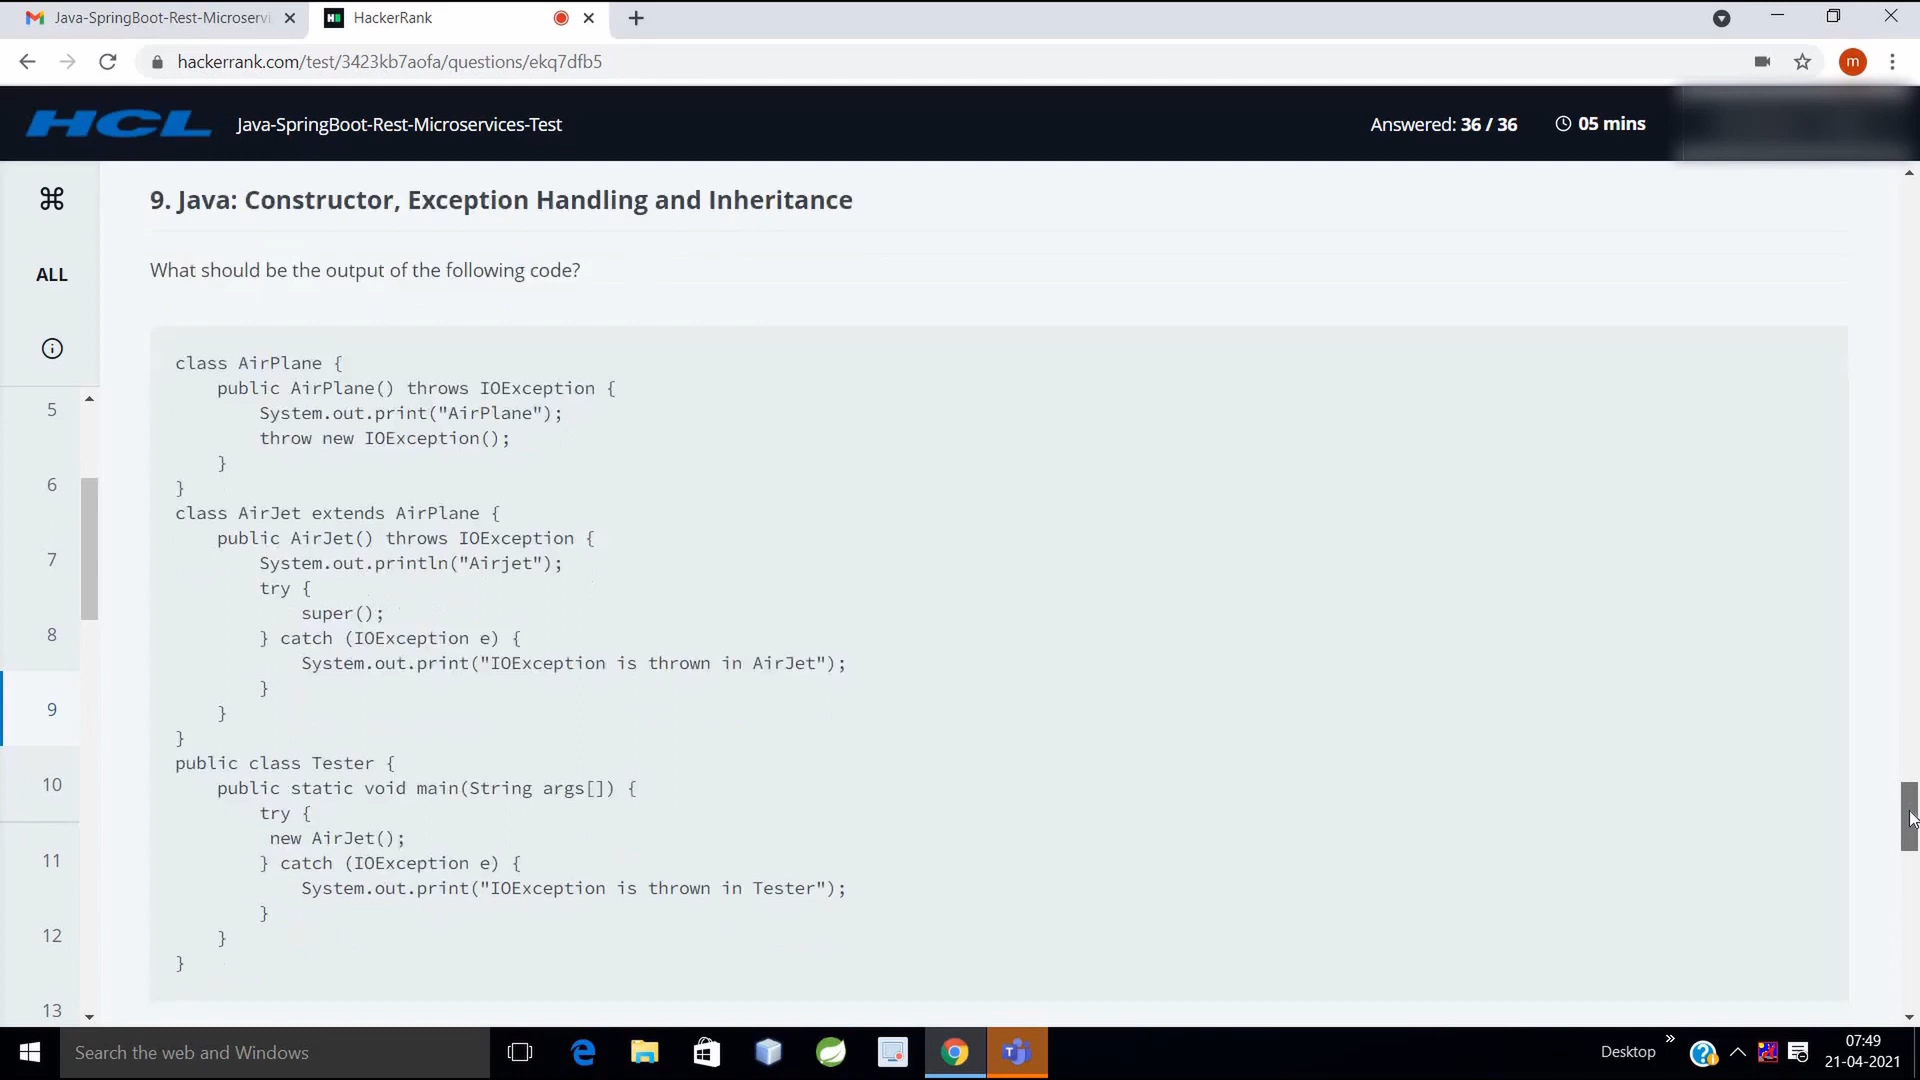 Java-SpringBoot-Rest-Microservi
HackerRank
hackerrank.com/test/3423kb7aofa/questions/ekq7dfb5
m
HCL
Java-SpringBoot-Rest-Microservices-Test
Answered: 36 / 36
05 mins
ALL
5
6
7
8
9
10
11
12
13
9. Java: Constructor, Exception Handling and Inheritance
What should be the output of the following code?
class AirPlane {
    public AirPlane() throws IOException {
        System.out.print("AirPlane");
        throw new IOException();
    }
}
class AirJet extends AirPlane {
    public AirJet() throws IOException {
        System.out.println("Airjet");
        try {
            super();
        } catch (IOException e) {
            System.out.print("IOException is thrown in AirJet");
        }
    }
}
public class Tester {
    public static void main(String args[]) {
        try {
         new AirJet();
        } catch (IOException e) {
            System.out.print("IOException is thrown in Tester");
        }
    }
}
Search the web and Windows
Desktop
07:49
21-04-2021